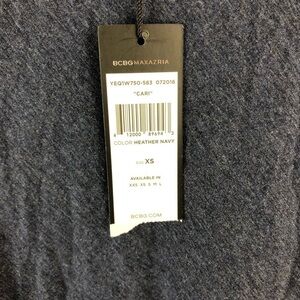 BCBGMAXAZRIA
YEQ1W750-583 072018
"CARI"
12000 89694 3
COLOR HEATHER NAVY
SIZE XS
AVAILABLE IN
XXS XS S M L
BCBG.COM